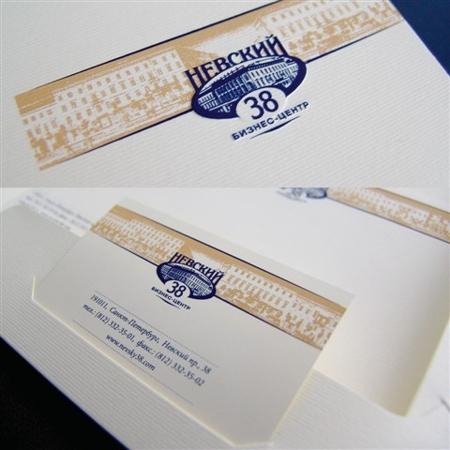 НЕВСКИЙ
38
БИЗНЕС-ЦЕНТР
НЕВСКИЙ
38
БИЗНЕС-ЦЕНТР
191011, Санкт-Петербург, Невский пр., 38
тел.: (812) 332-35-01, факс: (812) 332-35-02
www.nevsky38.com